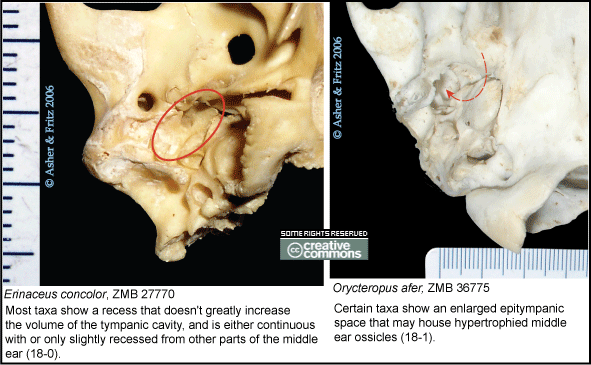 © Asher & Fritz 2006
© Asher & Fritz 2006
SOME RIGHTS RESERVED
cc creative commons
Erinaceus concolor, ZMB 27770
Most taxa show a recess that doesn't greatly increase
the volume of the tympanic cavity, and is either continuous
with or only slightly recessed from other parts of the middle
ear (18-0).
Orycteropus afer, ZMB 36775
Certain taxa show an enlarged epitympanic
space that may house hypertrophied middle
ear ossicles (18-1).